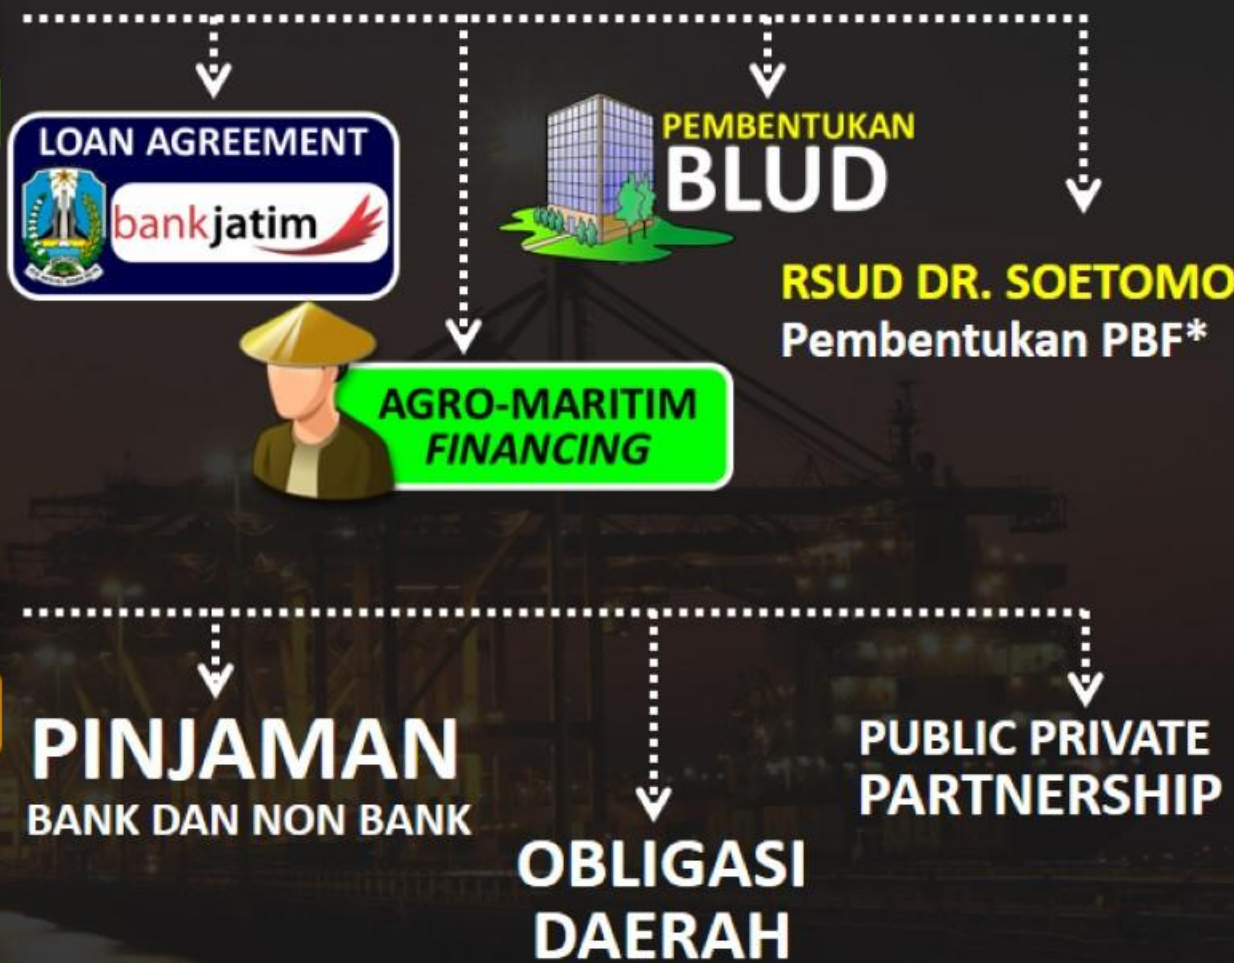 LOAN AGREEMENT
bankjatim
PEMBENTUKAN
BLUD
RSUD DR. SOETOMO
Pembentukan PBF*
AGRO-MARITIM
FINANCING
PINJAMAN
BANK DAN NON BANK
OBLIGASI
DAERAH
PUBLIC PRIVATE
PARTNERSHIP